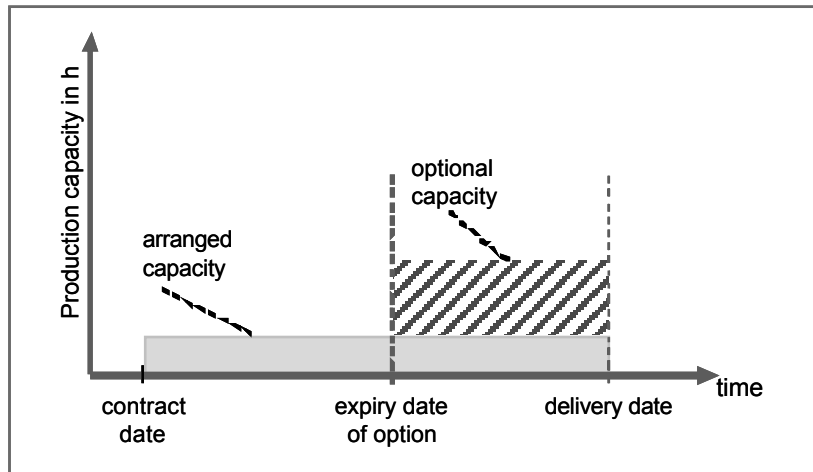 Production capacity in h
optional
capacity
arranged
capacity
time
contract
date
expiry date
of option
delivery date